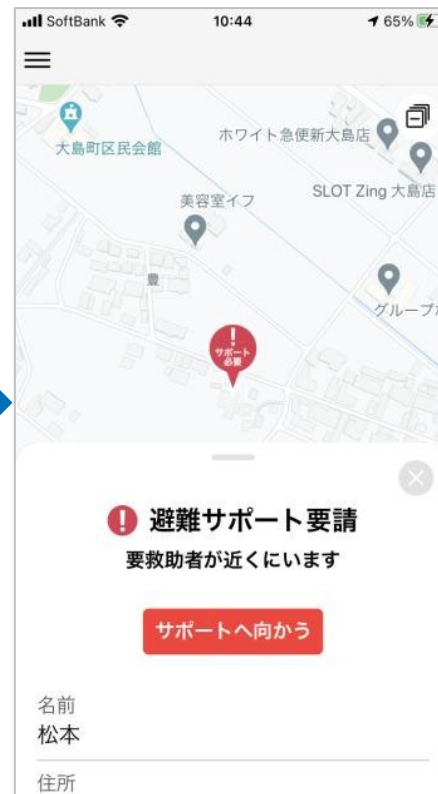 SoftBank
10:44
65%
大島町区民会館
ホワイト急便新大島店
SLOT Zing 大島店
美容室イフ
豊
グループホ
サポート
必要
避難サポート要請
要救助者が近くにいます
サポートへ向かう
名前
松本
住所